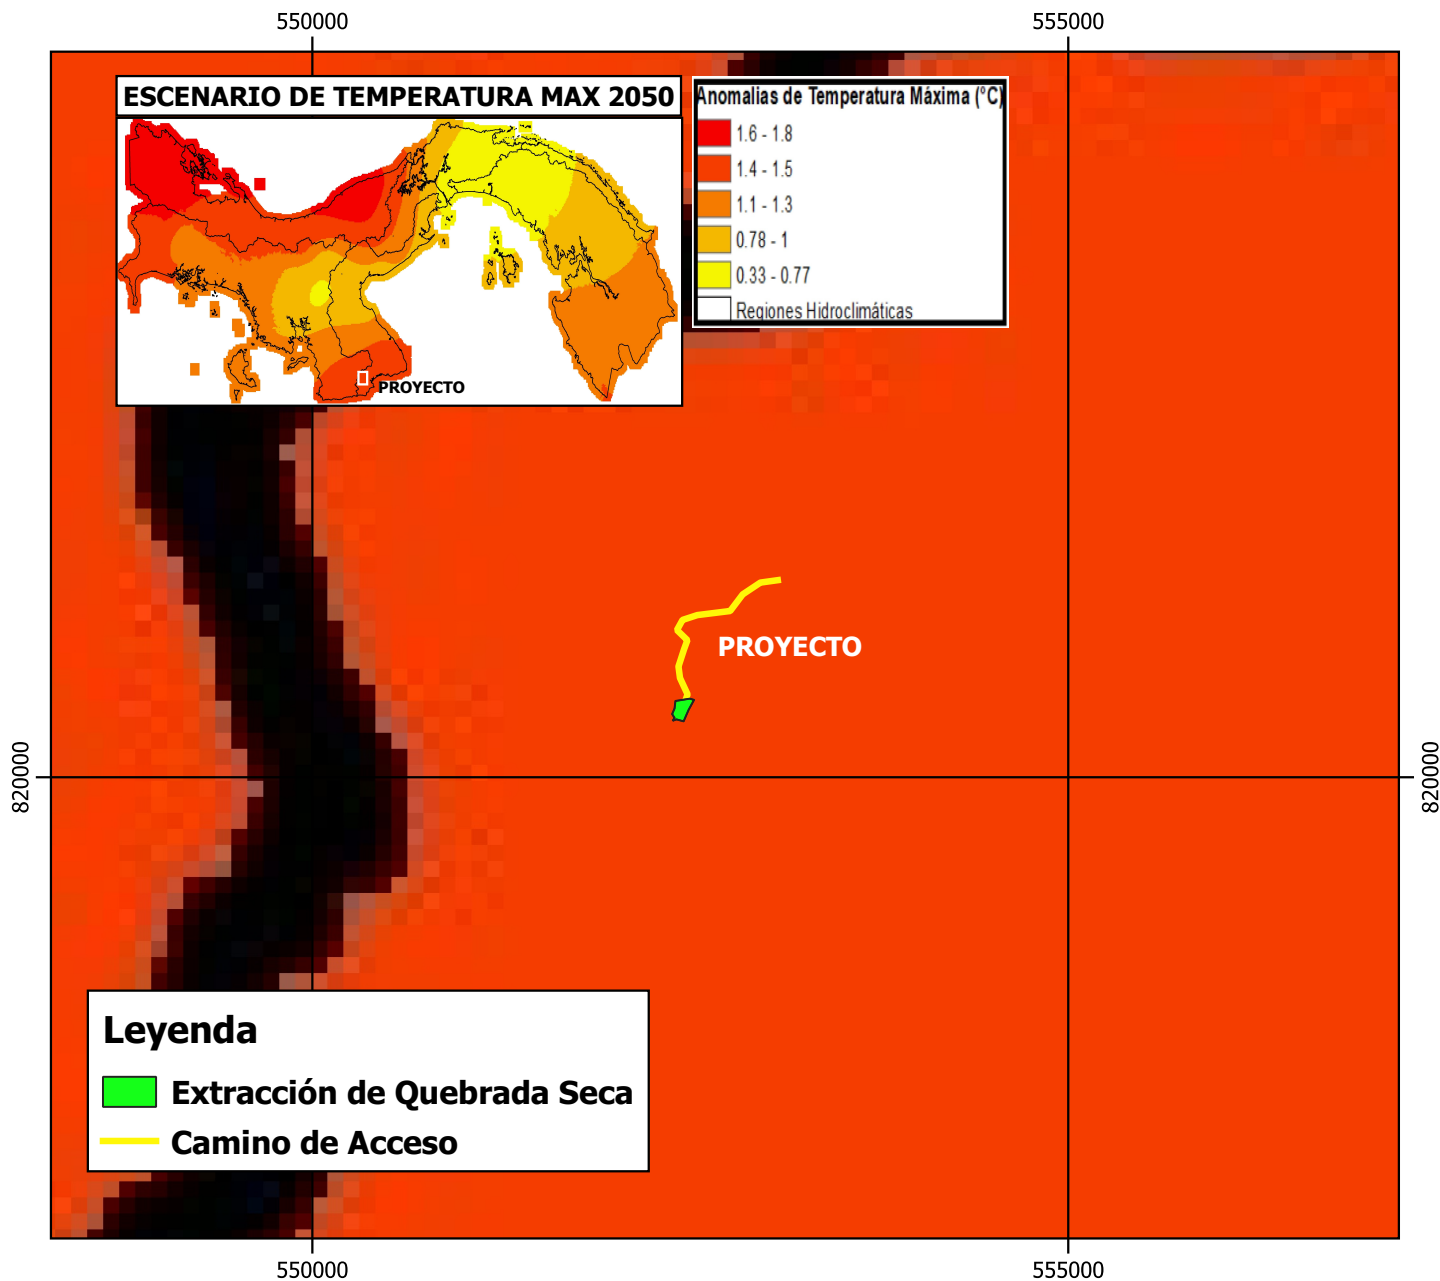 550000
555000
ESCENARIO DE TEMPERATURA MAX 2050
Anomalias de Temperatura Máxima (°C)
1.6 - 1.8
1.4 - 1.5
1.1 - 1.3
0.78 - 1
0.33 - 0.77
Regiones Hidroclimáticas
PROYECTO
PROYECTO
820000
820000
Leyenda
Extracción de Quebrada Seca
Camino de Acceso
550000
555000